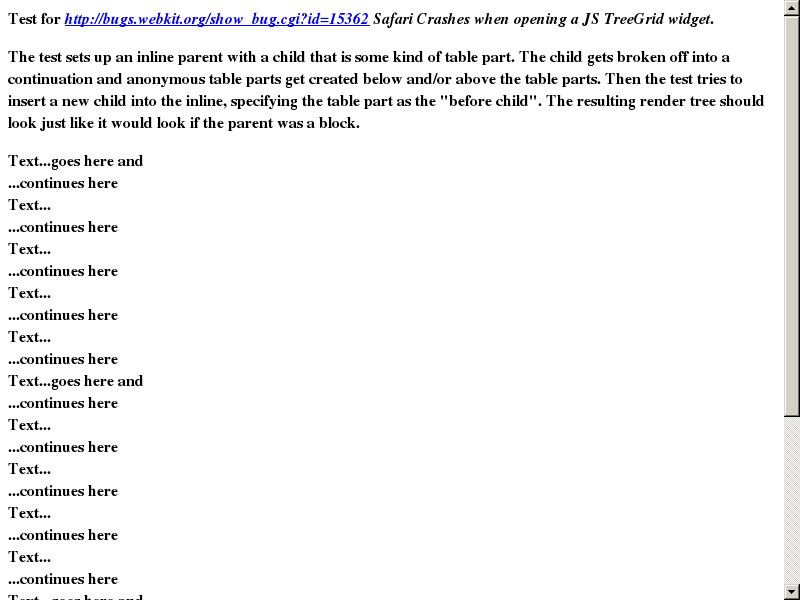 Test for http://bugs.webkit.org/show_bug.cgi?id=15362 Safari Crashes when opening a JS TreeGrid widget.
The test sets up an inline parent with a child that is some kind of table part. The child gets broken off into a
continuation and anonymous table parts get created below and/or above the table parts. Then the test tries to
insert a new child into the inline, specifying the table part as the "before child". The resulting render tree should
look just like it would look if the parent was a block.
Text...goes here and
...continues here
Text...
...continues here
Text...
...continues here
Text...
...continues here
Text...
...continues here
Text...goes here and
...continues here
Text...
...continues here
Text...
...continues here
Text...
...continues here
Text...
...continues here
Text...goes here and